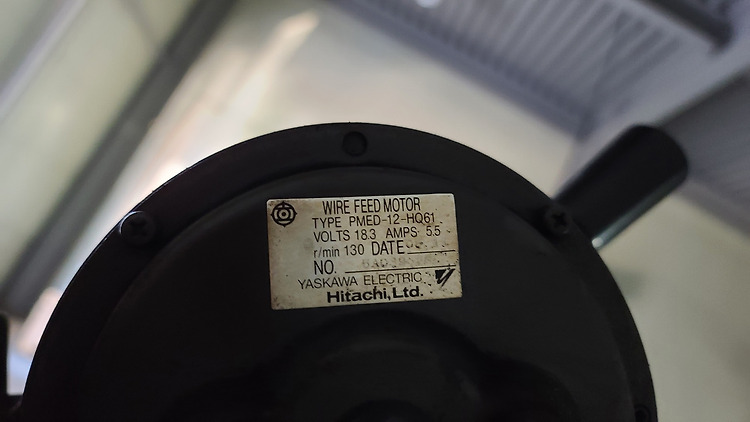 WIRE FEED MOTOR
TYPE PMED-12-HQ61
VOLTS 18.3 AMPS 5.5
r/min 130 DATE
NO.
YASKAWA ELECTRIC
Hitachi, Ltd.